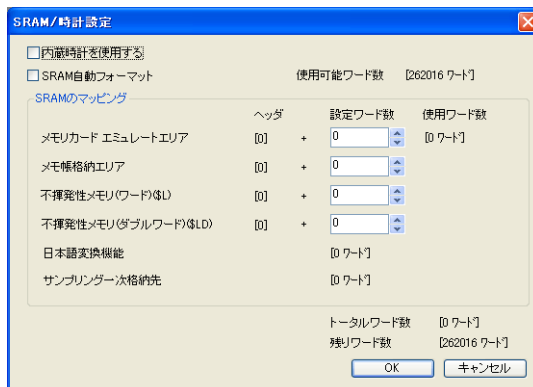 SRAM/時計設定
内蔵時計を使用する
SRAM自動フォーマット 使用可能ワード数 [262016 ワード]
SRAMのマッピング
ヘッダ 設定ワード数 使用ワード数
メモリカード エミュレートエリア [0] + 0 [0 ワード]
メモ帳格納エリア [0] + 0
不揮発性メモリ(ワード)($L) [0] + 0
不揮発性メモリ(ダブルワード)($LD) [0] + 0
日本語変換機能 [0 ワード]
サンプリング一次格納先 [0 ワード]
トータルワード数 [0 ワード]
残りワード数 [262016 ワード]
OK キャンセル